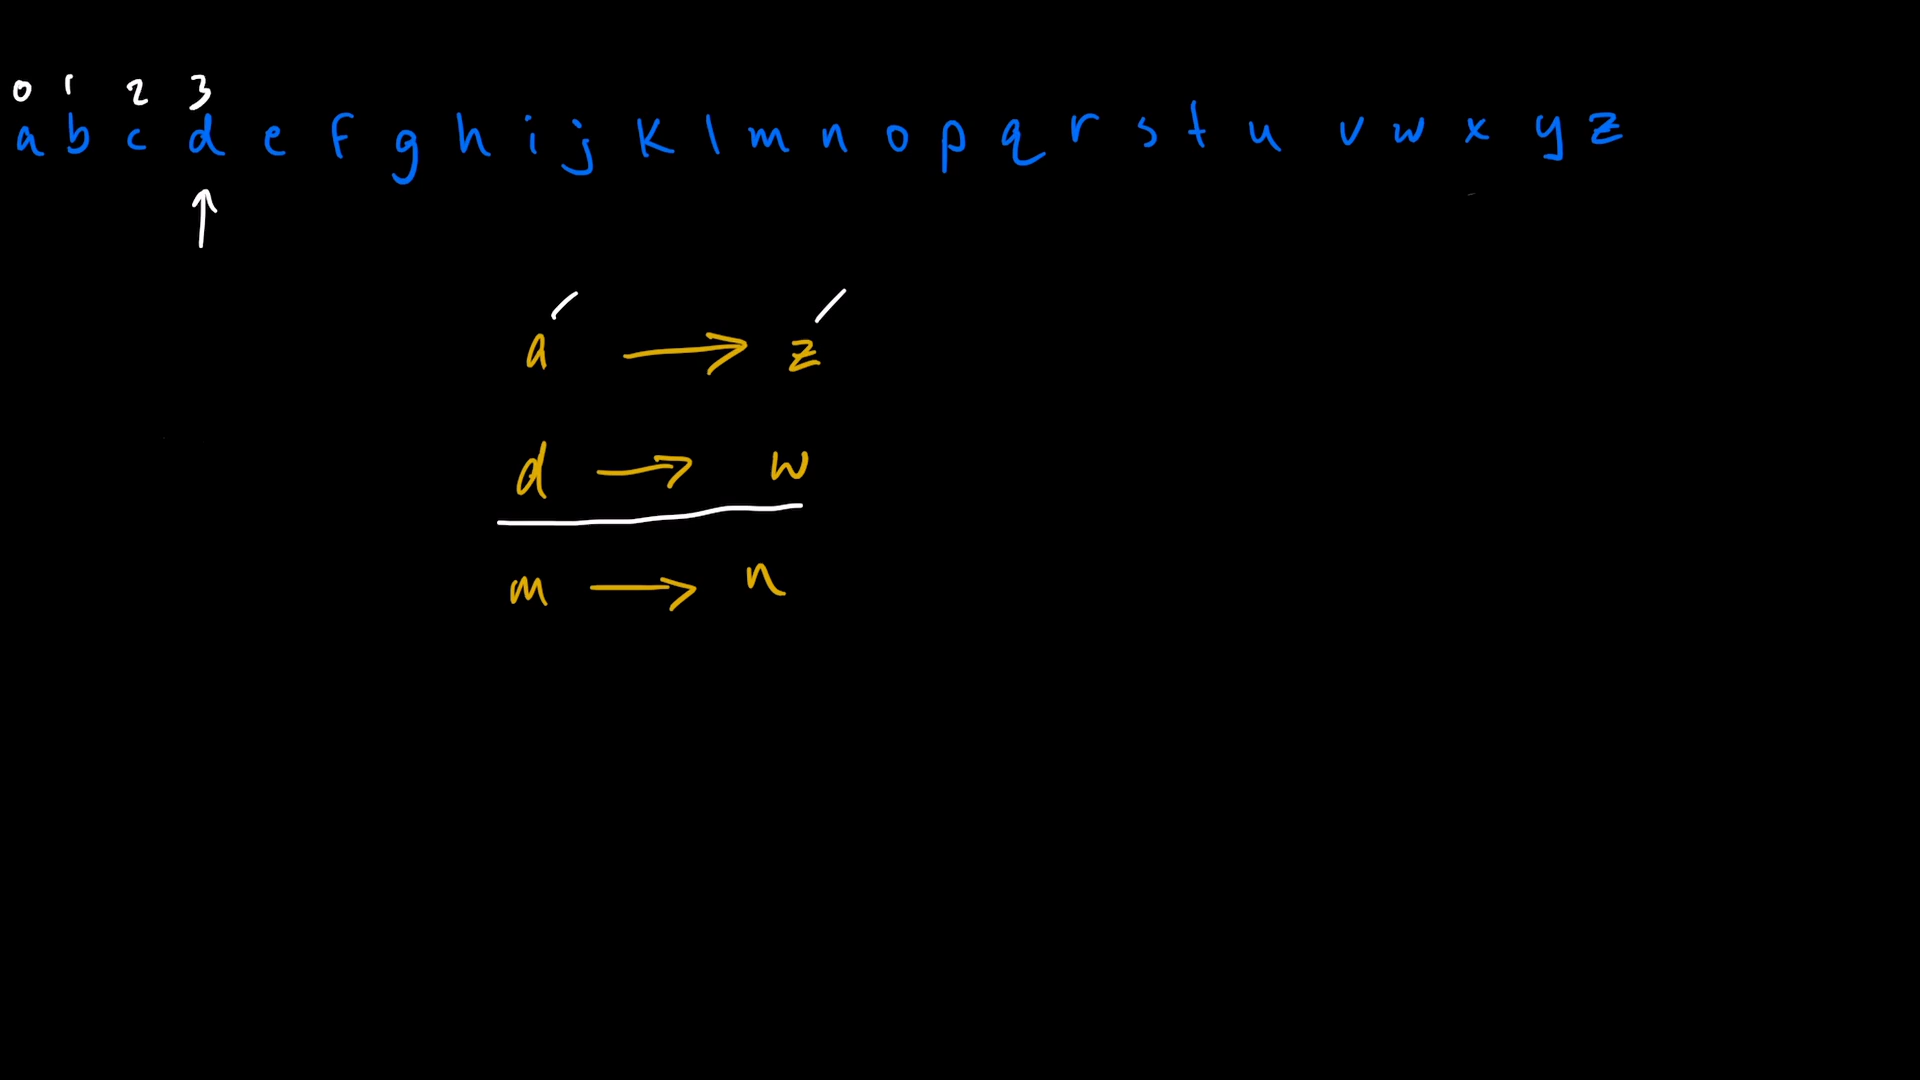 0 1 2 3
a b c d e f g h i j k l m n o p q r s t u v w x y z
a → z
d → w
m → n